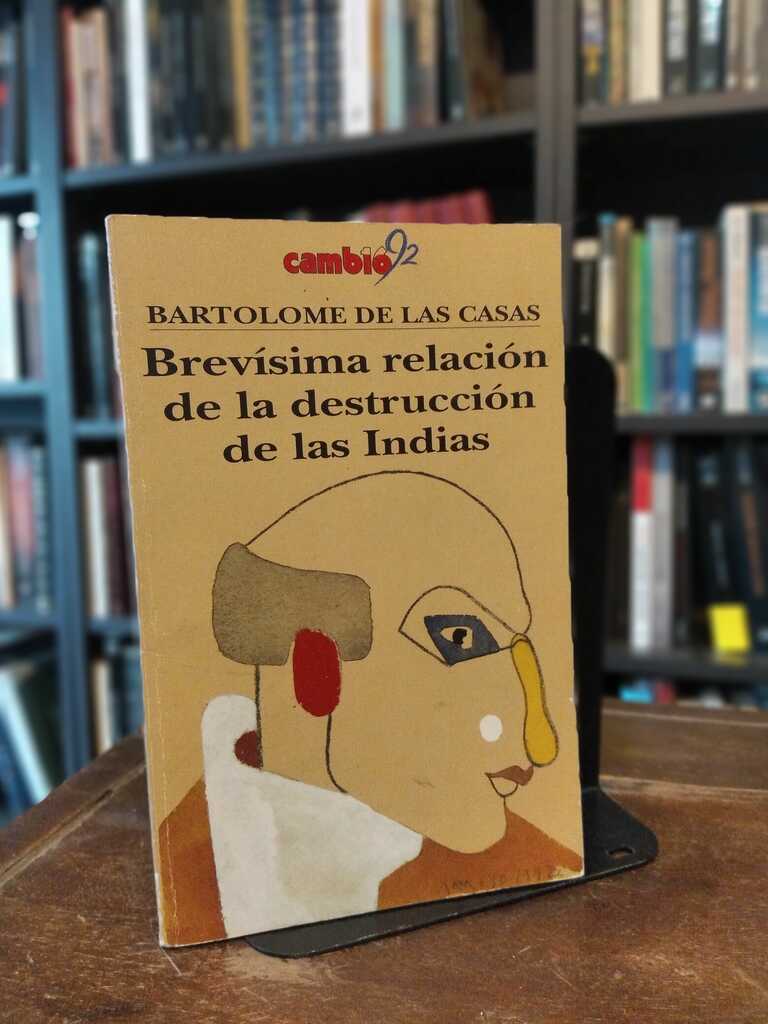 cambio92
BARTOLOME DE LAS CASAS
Brevísima relación
de la destrucción
de las Indias